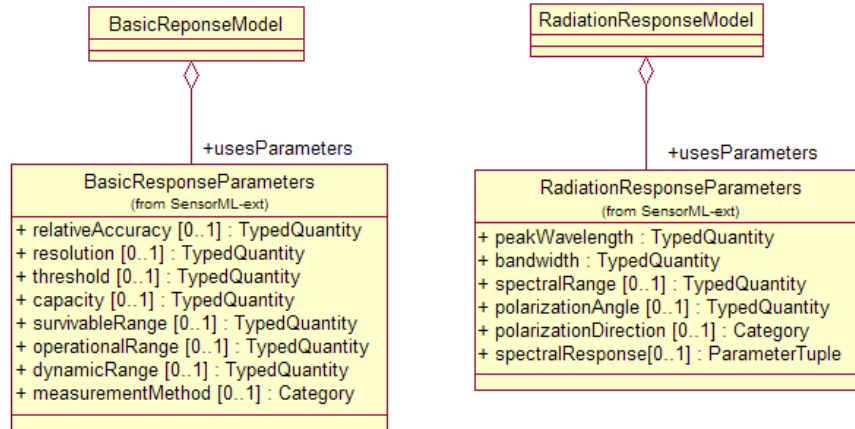 BasicReponseModel
+usesParameters
BasicResponseParameters
(from SensorML-ext)
+ relativeAccuracy [0..1] : TypedQuantity
+ resolution [0..1] : TypedQuantity
+ threshold [0..1] : TypedQuantity
+ capacity [0..1] : TypedQuantity
+ survivableRange [0..1] : TypedQuantity
+ operationalRange [0..1] : TypedQuantity
+ dynamicRange [0..1] : TypedQuantity
+ measurementMethod [0..1] : Category
RadiationResponseModel
+usesParameters
RadiationResponseParameters
(from SensorML-ext)
+ peakWavelength : TypedQuantity
+ bandwidth : TypedQuantity
+ spectralRange [0..1] : TypedQuantity
+ polarizationAngle [0..1] : TypedQuantity
+ polarizationDirection [0..1] : Category
+ spectralResponse[0..1] : ParameterTuple